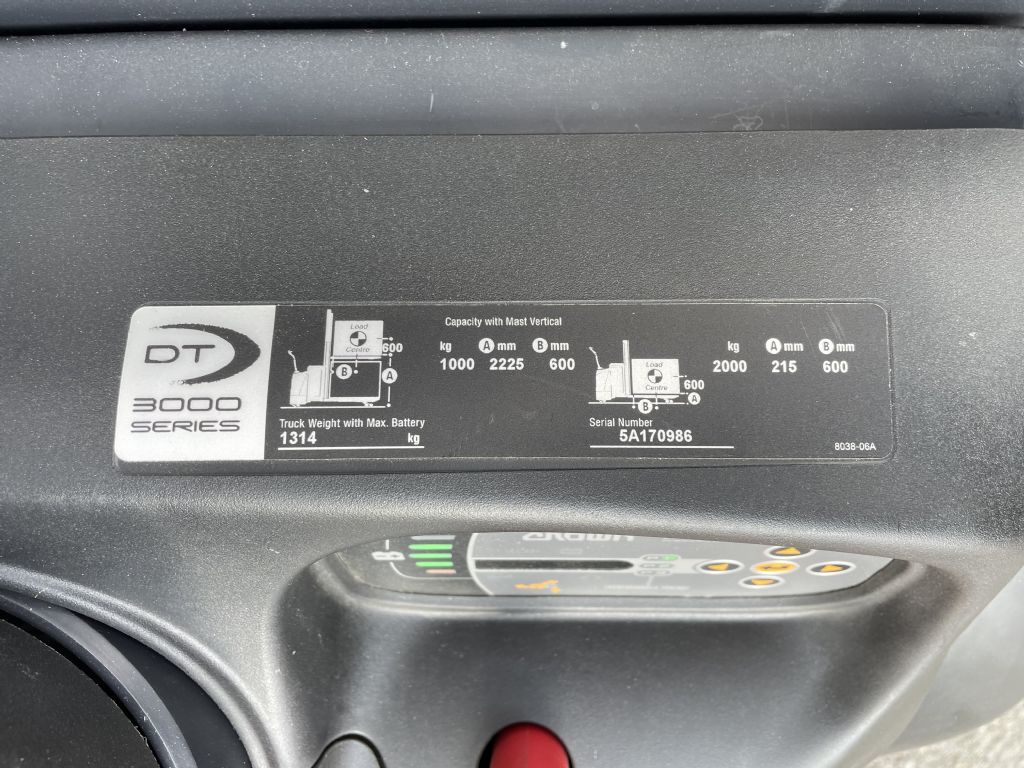 DT
3000
SERIES
Load
Centre
600
B
A
Capacity with Mast Vertical
kg A mm B mm
1000 2225 600
Load
Centre
600
B
A
kg A mm B mm
2000 215 600
Truck Weight with Max. Battery
1314 kg
Serial Number
5A170986
8038-06A
CROWN